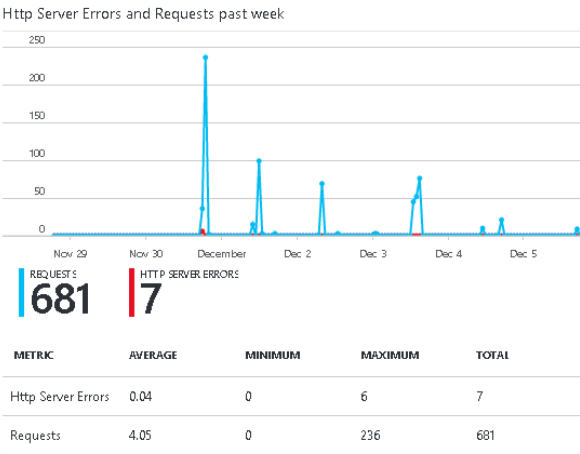 Http Server Errors and Requests past week
250
200
150
100
50
0
Nov 29 Nov 30 December Dec 2 Dec 3 Dec 4 Dec 5
REQUESTS HTTP SERVER ERRORS
681 7
METRIC AVERAGE MINIMUM MAXIMUM TOTAL
Http Server Errors 0.04 0 6 7
Requests 4.05 0 236 681